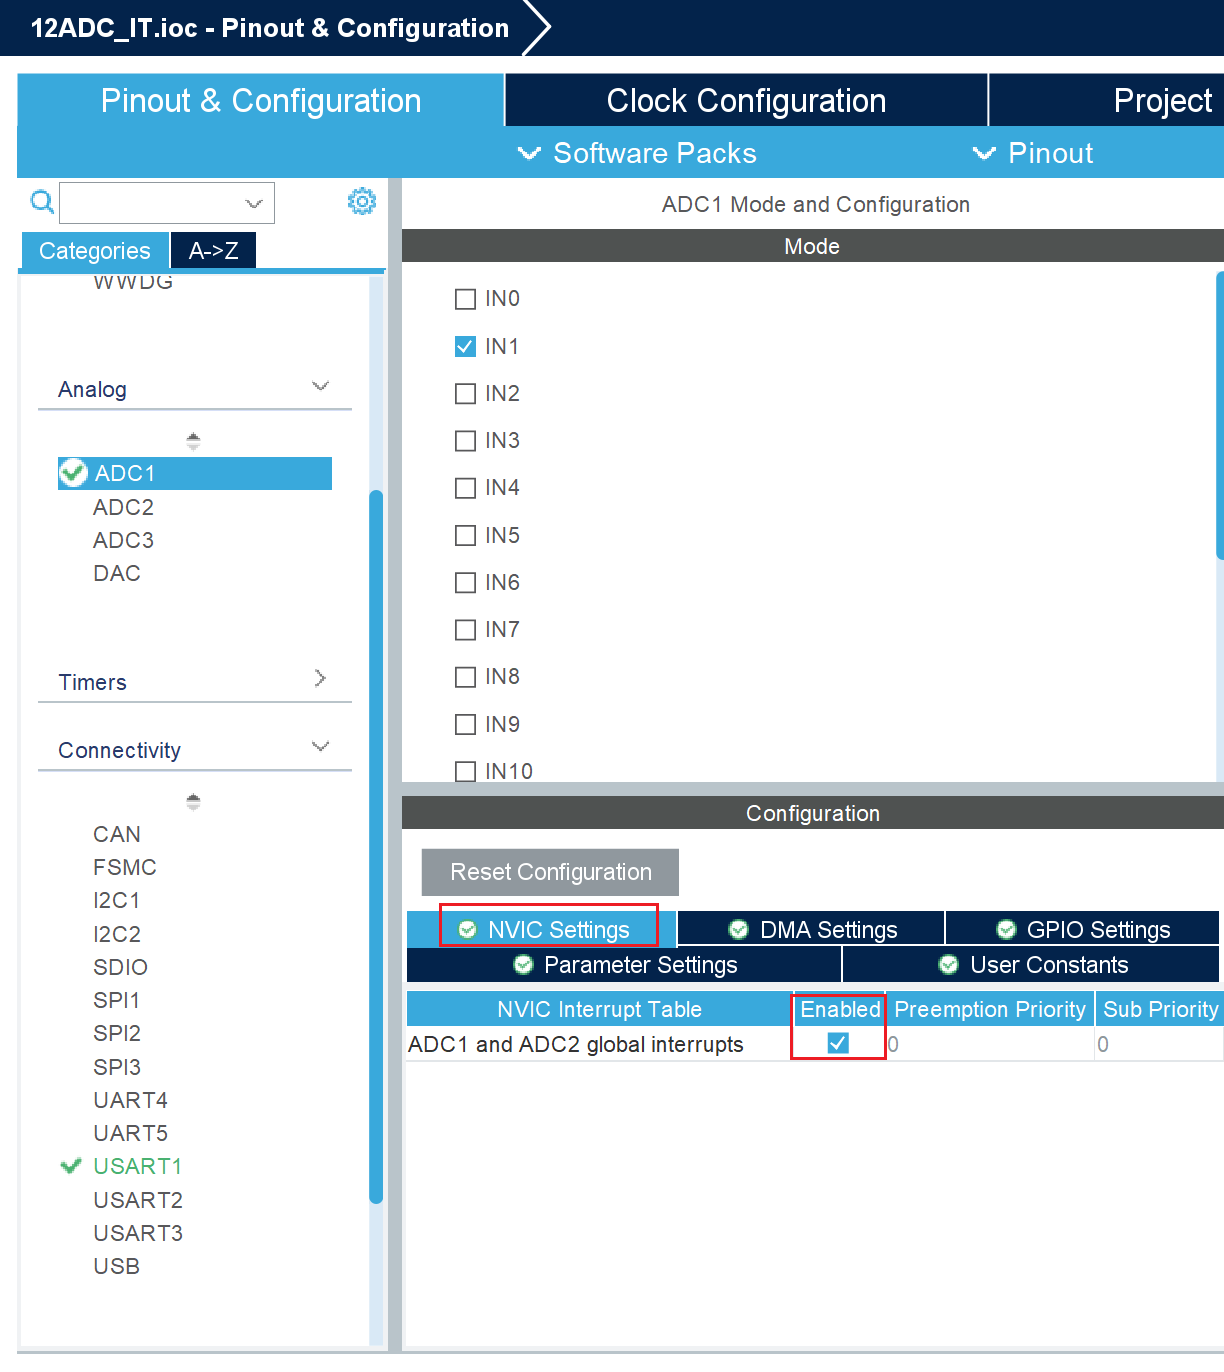 12ADC_IT.ioc - Pinout & Configuration
Pinout & Configuration
Clock Configuration
Project
Software Packs
Pinout
Categories
A->Z
WWDG
Analog
ADC1
ADC2
ADC3
DAC
Timers
Connectivity
CAN
FSMC
I2C1
I2C2
SDIO
SPI1
SPI2
SPI3
UART4
UART5
USART1
USART2
USART3
USB
ADC1 Mode and Configuration
Mode
IN0
IN1
IN2
IN3
IN4
IN5
IN6
IN7
IN8
IN9
IN10
Configuration
Reset Configuration
NVIC Settings
DMA Settings
GPIO Settings
Parameter Settings
User Constants
NVIC Interrupt Table
Enabled
Preemption Priority
Sub Priority
ADC1 and ADC2 global interrupts
0
0